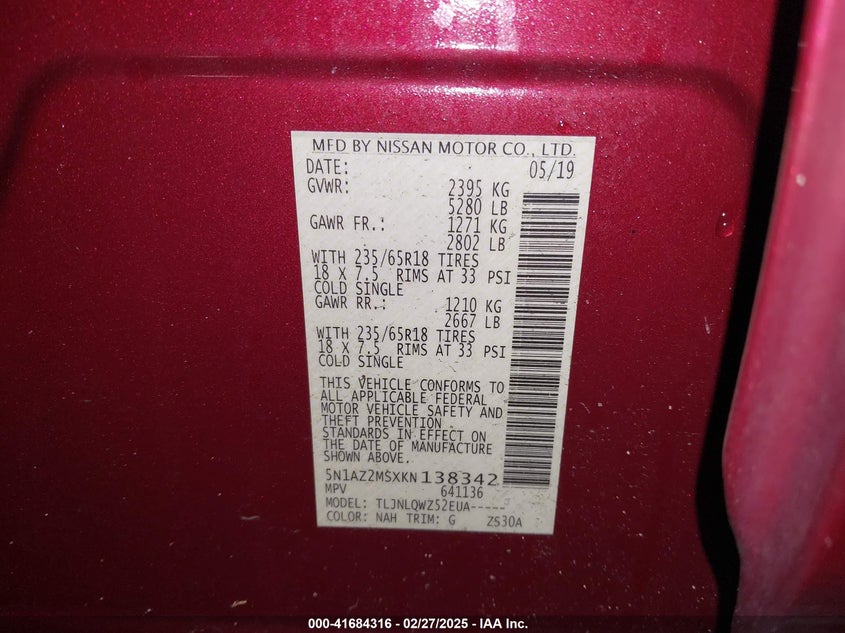 MFD BY NISSAN MOTOR CO., LTD.
DATE: 05/19
GVWR: 2395 KG
5280 LB
GAWR FR.: 1271 KG
2802 LB
WITH 235/65R18 TIRES
18 X 7.5 RIMS AT 33 PSI
COLD SINGLE
GAWR RR.: 1210 KG
2667 LB
WITH 235/65R18 TIRES
18 X 7.5 RIMS AT 33 PSI
COLD SINGLE
THIS VEHICLE CONFORMS TO
ALL APPLICABLE FEDERAL
MOTOR VEHICLE SAFETY AND
THEFT PREVENTION
STANDARDS IN EFFECT ON
THE DATE OF MANUFACTURE
SHOWN ABOVE.
5N1AZ2MSXKN138342
MPV 641136
MODEL: TLJNLQWZ52EUA-----
COLOR: NAH TRIM: G ZS30A
000-41684316 - 02/27/2025 - IAA Inc.